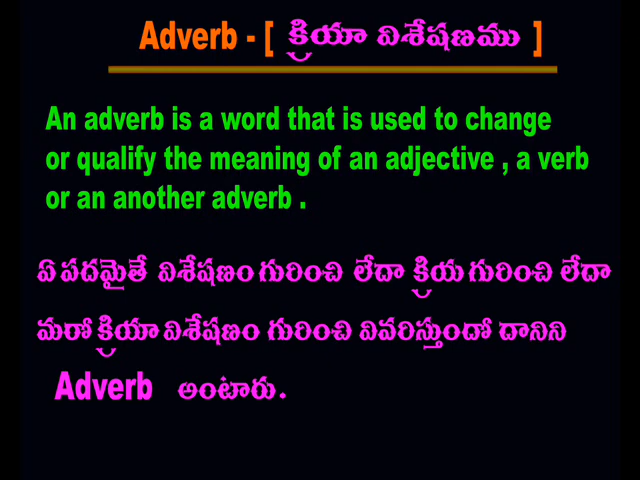 Adverb - [ క్రియా విశేషణము ]
An adverb is a word that is used to change
or qualify the meaning of an adjective , a verb
or an another adverb .
ఏ పదమైతే విశేషణం గురించి లేదా క్రియ గురించి లేదా
మరో క్రియా విశేషణం గురించి వివరిస్తుందో దానిని
Adverb అంటారు.